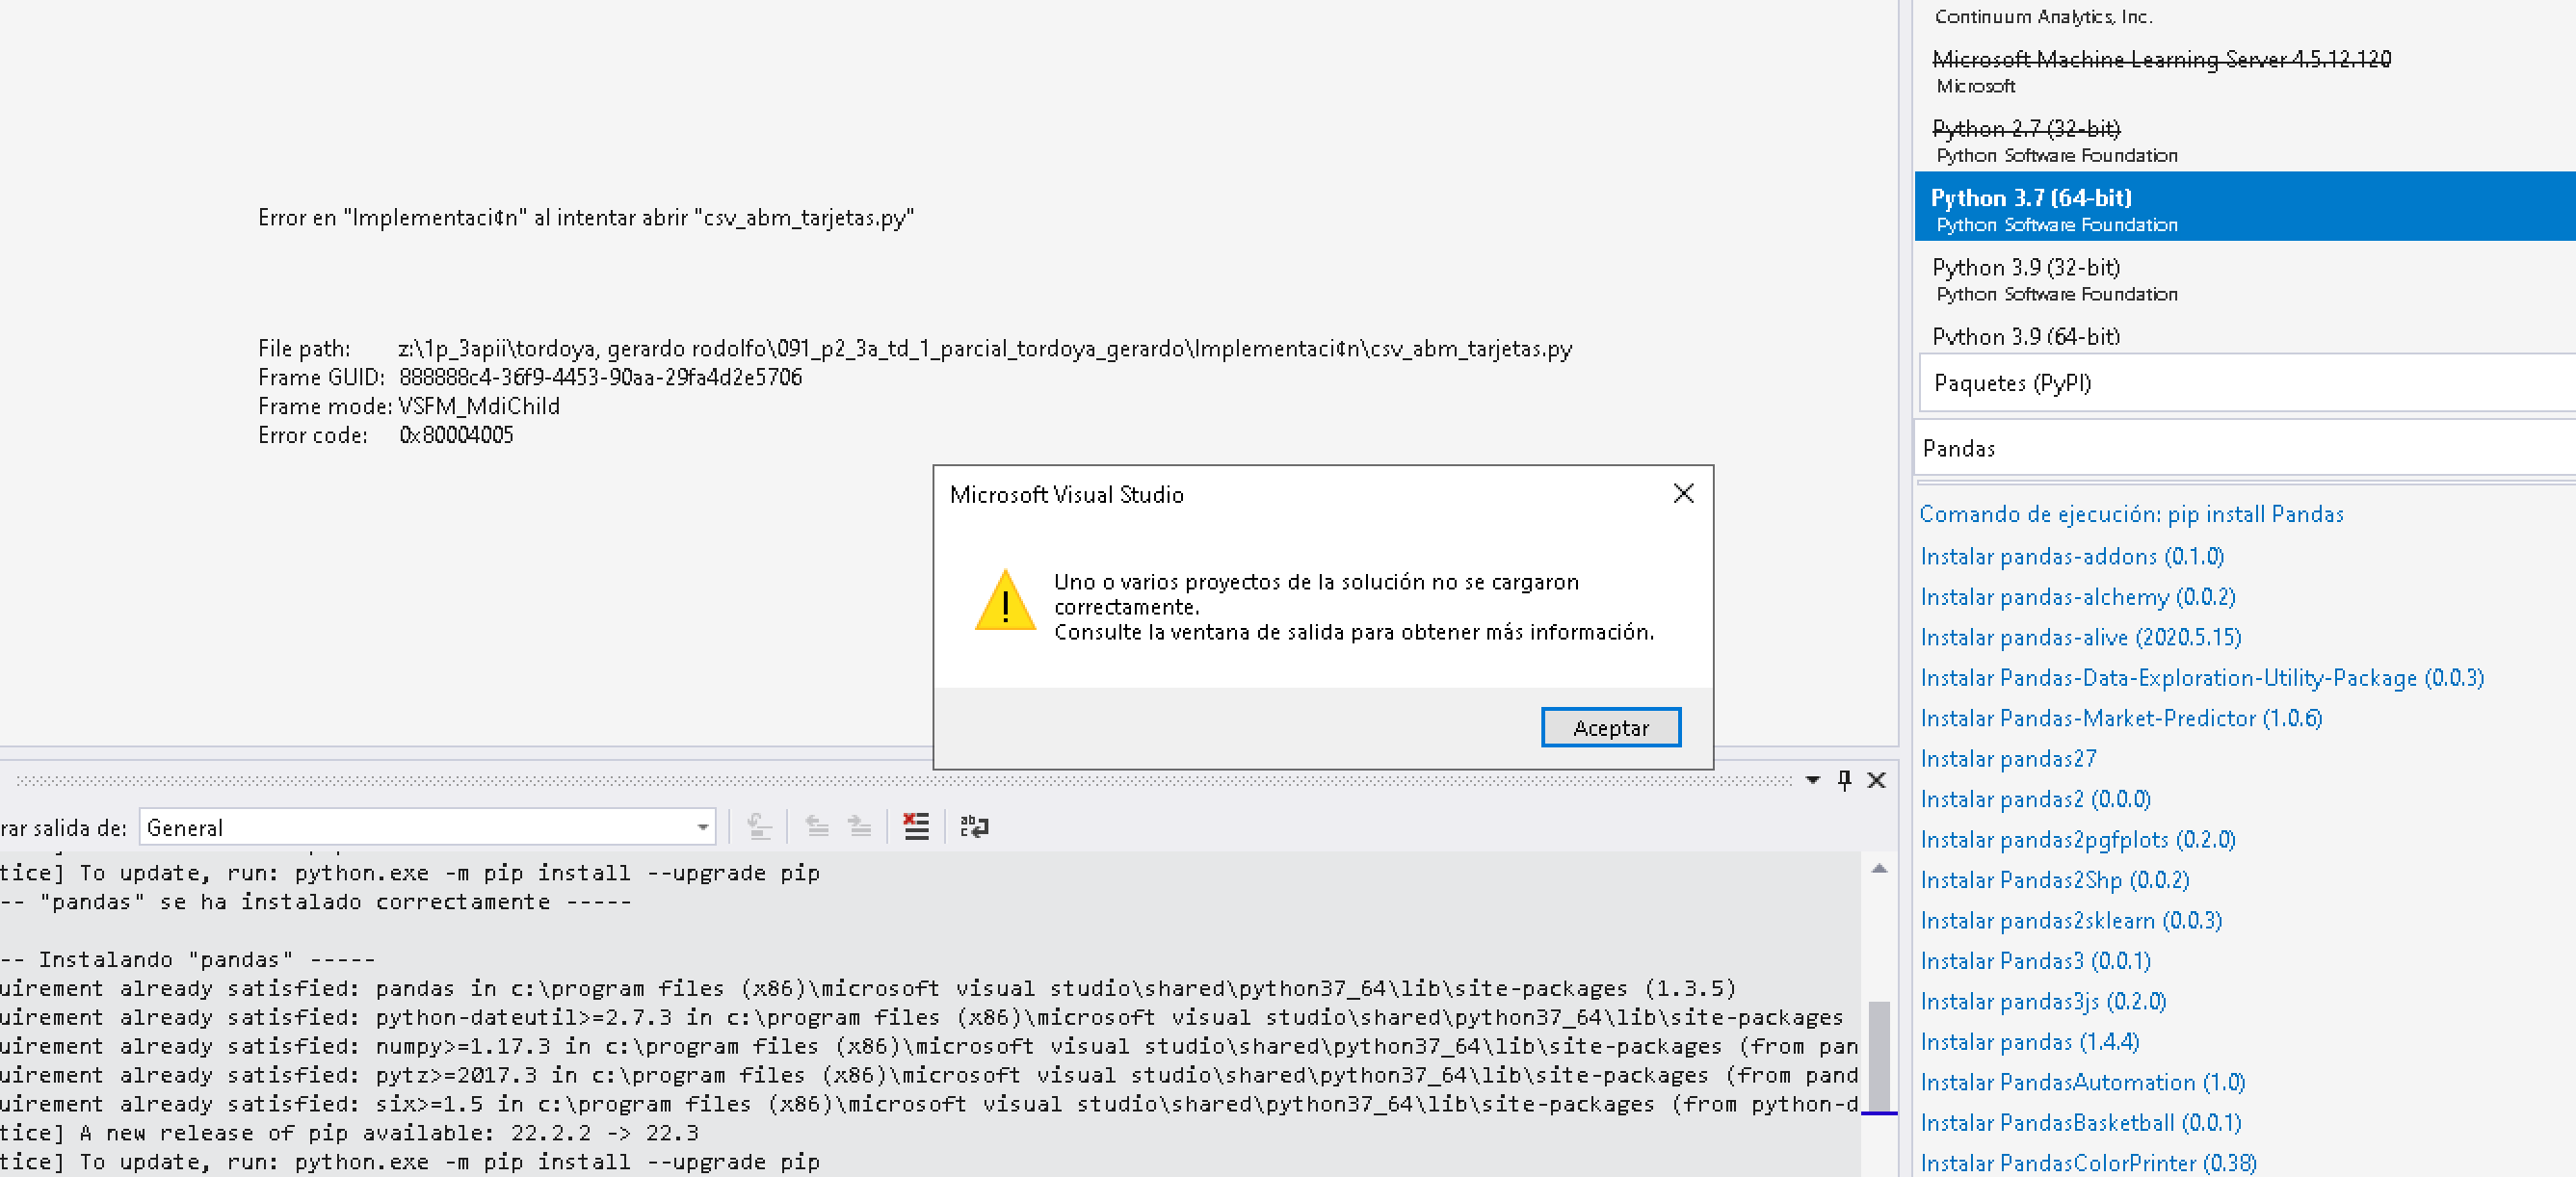 Error en "Implementaci¢n" al intentar abrir "csv_abm_tarjetas.py"
File path: z:\1p_3apii\tordoya, gerardo rodolfo\091_p2_3a_td_1_parcial_tordoya_gerardo\Implementaci¢n\csv_abm_tarjetas.py
Frame GUID: 888888c4-36f9-4453-90aa-29fa4d2e5706
Frame mode: VSFM_MdiChild
Error code: 0x80004005
Microsoft Visual Studio
Uno o varios proyectos de la solución no se cargaron
correctamente.
Consulte la ventana de salida para obtener más información.
Aceptar
rar salida de: General
tice] To update, run: python.exe -m pip install --upgrade pip
-- "pandas" se ha instalado correctamente -----
-- Instalando "pandas" -----
uirement already satisfied: pandas in c:\program files (x86)\microsoft visual studio\shared\python37_64\lib\site-packages (1.3.5)
uirement already satisfied: python-dateutil>=2.7.3 in c:\program files (x86)\microsoft visual studio\shared\python37_64\lib\site-packages
uirement already satisfied: numpy>=1.17.3 in c:\program files (x86)\microsoft visual studio\shared\python37_64\lib\site-packages (from pan
uirement already satisfied: pytz>=2017.3 in c:\program files (x86)\microsoft visual studio\shared\python37_64\lib\site-packages (from pand
uirement already satisfied: six>=1.5 in c:\program files (x86)\microsoft visual studio\shared\python37_64\lib\site-packages (from python-d
tice] A new release of pip available: 22.2.2 -> 22.3
tice] To update, run: python.exe -m pip install --upgrade pip
Continuum Analytics, Inc.
Microsoft Machine Learning Server 4.5.12.120
Microsoft
Python 2.7 (32-bit)
Python Software Foundation
Python 3.7 (64-bit)
Python Software Foundation
Python 3.9 (32-bit)
Python Software Foundation
Python 3.9 (64-bit)
Paquetes (PyPI)
Pandas
Comando de ejecución: pip install Pandas
Instalar pandas-addons (0.1.0)
Instalar pandas-alchemy (0.0.2)
Instalar pandas-alive (2020.5.15)
Instalar Pandas-Data-Exploration-Utility-Package (0.0.3)
Instalar Pandas-Market-Predictor (1.0.6)
Instalar pandas27
Instalar pandas2 (0.0.0)
Instalar pandas2pgfplots (0.2.0)
Instalar Pandas2Shp (0.0.2)
Instalar pandas2sklearn (0.0.3)
Instalar Pandas3 (0.0.1)
Instalar pandas3js (0.2.0)
Instalar pandas (1.4.4)
Instalar PandasAutomation (1.0)
Instalar PandasBasketball (0.0.1)
Instalar PandasColorPrinter (0.38)